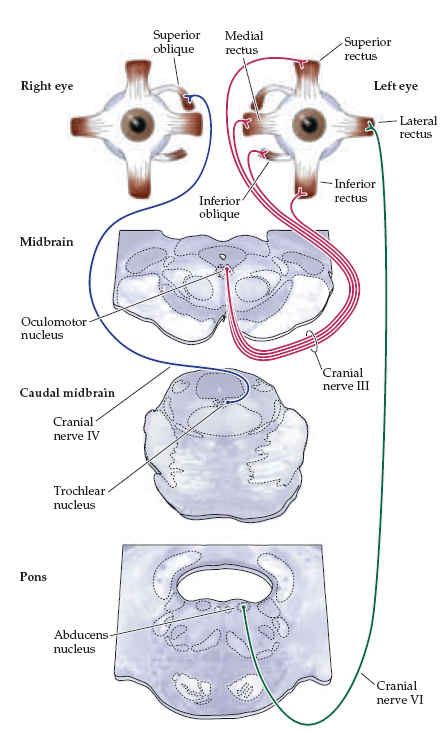 Superior
oblique
Medial
rectus
Superior
rectus
Right eye
Left eye
Lateral
rectus
Inferior
rectus
Inferior
oblique
Midbrain
Oculomotor
nucleus
Cranial
nerve III
Caudal midbrain
Cranial
nerve IV
Trochlear
nucleus
Pons
Abducens
nucleus
Cranial
nerve VI